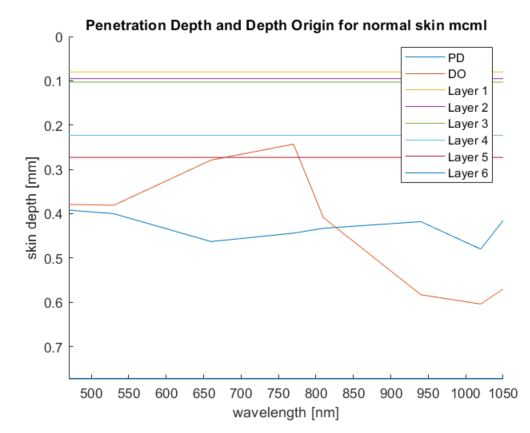 Penetration Depth and Depth Origin for normal skin mcml
PD
DO
Layer 1
Layer 2
Layer 3
Layer 4
Layer 5
Layer 6
skin depth [mm]
0
0.1
0.2
0.3
0.4
0.5
0.6
0.7
500 550 600 650 700 750 800 850 900 950 1000 1050
wavelength [nm]